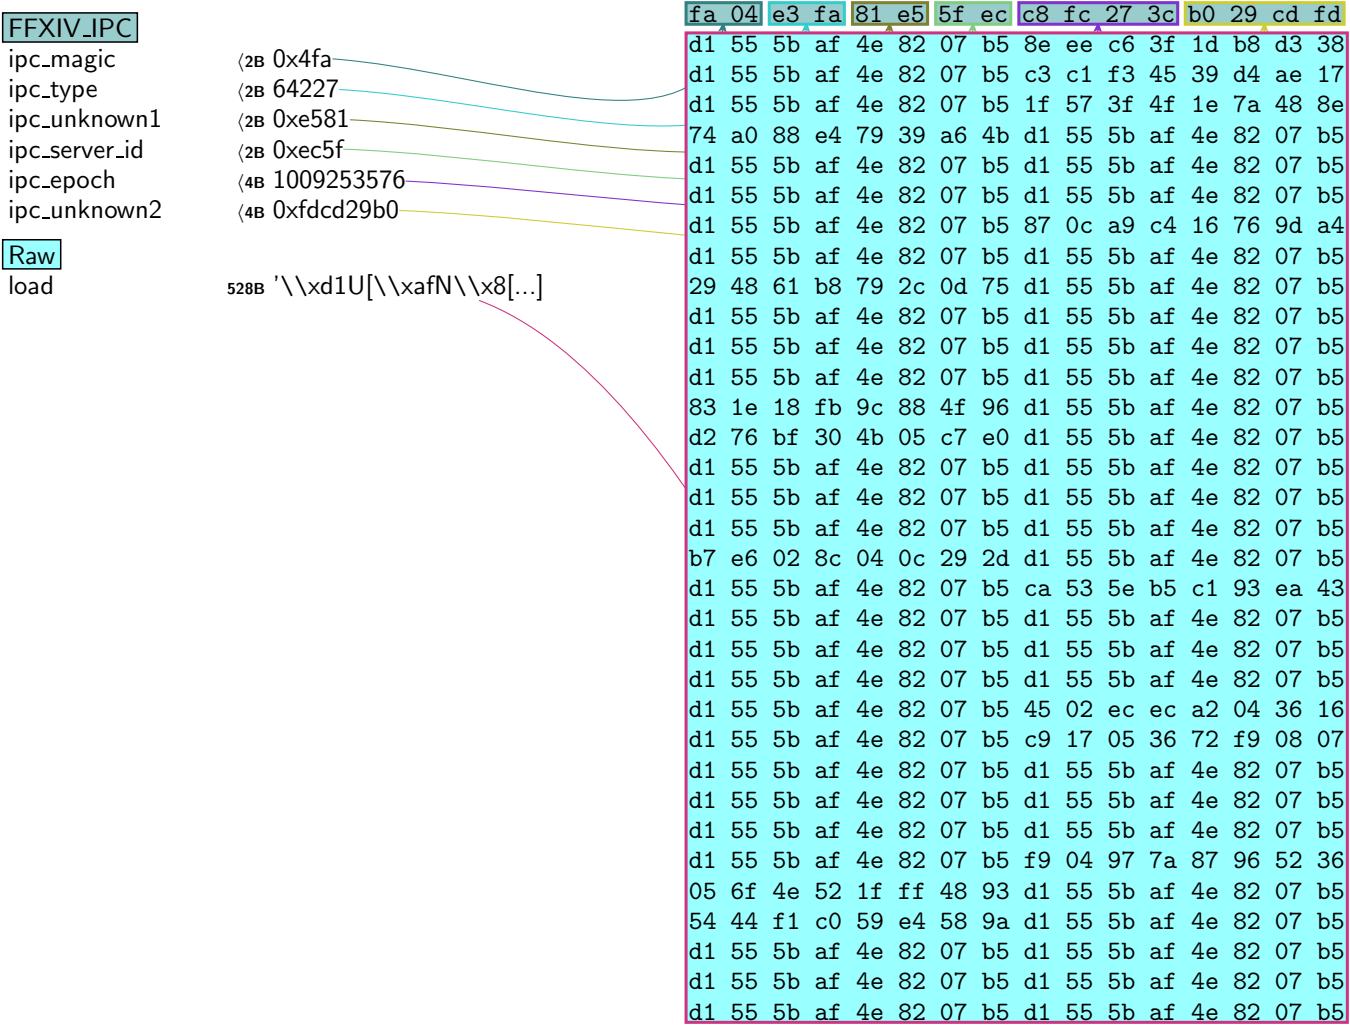 FFXIV_IPC
ipc_magic ⟨2B 0x4fa
ipc_type ⟨2B 64227
ipc_unknown1 ⟨2B 0xe581
ipc_server_id ⟨2B 0xec5f
ipc_epoch ⟨4B 1009253576
ipc_unknown2 ⟨4B 0xfdcd29b0
Raw
load 528B '\\xd1U[\\xafN\\x8[...]
fa 04 e3 fa 81 e5 5f ec c8 fc 27 3c b0 29 cd fd
d1 55 5b af 4e 82 07 b5 8e ee c6 3f 1d b8 d3 38
d1 55 5b af 4e 82 07 b5 c3 c1 f3 45 39 d4 ae 17
d1 55 5b af 4e 82 07 b5 1f 57 3f 4f 1e 7a 48 8e
74 a0 88 e4 79 39 a6 4b d1 55 5b af 4e 82 07 b5
d1 55 5b af 4e 82 07 b5 d1 55 5b af 4e 82 07 b5
d1 55 5b af 4e 82 07 b5 d1 55 5b af 4e 82 07 b5
d1 55 5b af 4e 82 07 b5 87 0c a9 c4 16 76 9d a4
d1 55 5b af 4e 82 07 b5 d1 55 5b af 4e 82 07 b5
29 48 61 b8 79 2c 0d 75 d1 55 5b af 4e 82 07 b5
d1 55 5b af 4e 82 07 b5 d1 55 5b af 4e 82 07 b5
d1 55 5b af 4e 82 07 b5 d1 55 5b af 4e 82 07 b5
d1 55 5b af 4e 82 07 b5 d1 55 5b af 4e 82 07 b5
83 1e 18 fb 9c 88 4f 96 d1 55 5b af 4e 82 07 b5
d2 76 bf 30 4b 05 c7 e0 d1 55 5b af 4e 82 07 b5
d1 55 5b af 4e 82 07 b5 d1 55 5b af 4e 82 07 b5
d1 55 5b af 4e 82 07 b5 d1 55 5b af 4e 82 07 b5
d1 55 5b af 4e 82 07 b5 d1 55 5b af 4e 82 07 b5
b7 e6 02 8c 04 0c 29 2d d1 55 5b af 4e 82 07 b5
d1 55 5b af 4e 82 07 b5 ca 53 5e b5 c1 93 ea 43
d1 55 5b af 4e 82 07 b5 d1 55 5b af 4e 82 07 b5
d1 55 5b af 4e 82 07 b5 d1 55 5b af 4e 82 07 b5
d1 55 5b af 4e 82 07 b5 d1 55 5b af 4e 82 07 b5
d1 55 5b af 4e 82 07 b5 45 02 ec ec a2 04 36 16
d1 55 5b af 4e 82 07 b5 c9 17 05 36 72 f9 08 07
d1 55 5b af 4e 82 07 b5 d1 55 5b af 4e 82 07 b5
d1 55 5b af 4e 82 07 b5 d1 55 5b af 4e 82 07 b5
d1 55 5b af 4e 82 07 b5 d1 55 5b af 4e 82 07 b5
d1 55 5b af 4e 82 07 b5 f9 04 97 7a 87 96 52 36
05 6f 4e 52 1f ff 48 93 d1 55 5b af 4e 82 07 b5
54 44 f1 c0 59 e4 58 9a d1 55 5b af 4e 82 07 b5
d1 55 5b af 4e 82 07 b5 d1 55 5b af 4e 82 07 b5
d1 55 5b af 4e 82 07 b5 d1 55 5b af 4e 82 07 b5
d1 55 5b af 4e 82 07 b5 d1 55 5b af 4e 82 07 b5